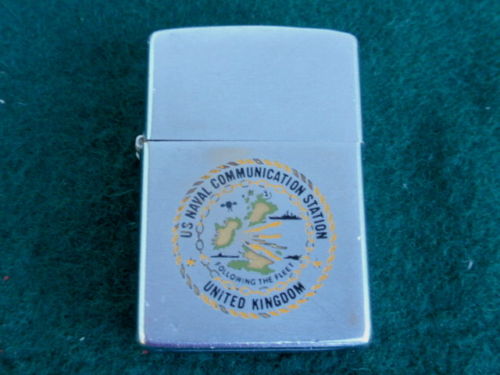 US NAVAL COMMUNICATION STATION
FOLLOWING THE FLEET
UNITED KINGDOM